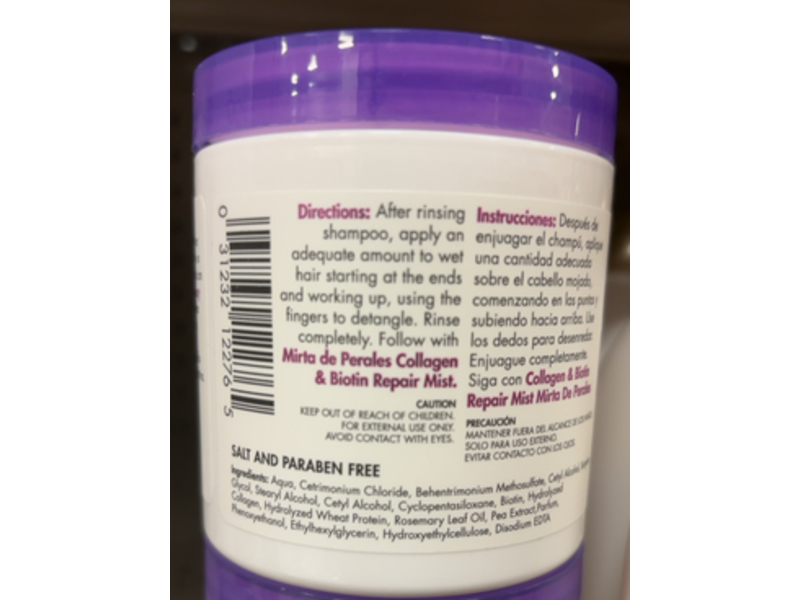 0 31232 12276 5
Directions: After rinsing
shampoo, apply an
adequate amount to wet
hair starting at the ends
and working up, using the
fingers to detangle. Rinse
completely. Follow with
Mirta de Perales Collagen
& Biotin Repair Mist.
CAUTION
KEEP OUT OF REACH OF CHILDREN.
FOR EXTERNAL USE ONLY.
AVOID CONTACT WITH EYES.
Instrucciones: Después de
enjuagar el champú, aplique
una cantidad adecuada
sobre el cabello mojado,
comenzando en las puntas y
subiendo hacia arriba. Use
los dedos para desenredar.
Enjuague completamente.
Siga con Collagen & Biotin
Repair Mist Mirta De Perales
PRECAUCIÓN
MANTENER FUERA DEL ALCANCE DE LOS NIÑOS.
SOLO PARA USO EXTERNO.
EVITAR CONTACTO CON LOS OJOS.
SALT AND PARABEN FREE
Ingredients: Aqua, Cetrimonium Chloride, Behentrimonium Methosulfate, Cetyl Alcohol,
Glycol, Stearyl Alcohol, Cetyl Alcohol, Cyclopentasiloxane, Biotin, Hydrolyzed
Collagen, Hydrolyzed Wheat Protein, Rosemary Leaf Oil, Pea Extract, Parfum,
Phenoxyethanol, Ethylhexylglycerin, Hydroxyethylcellulose, Disodium EDTA